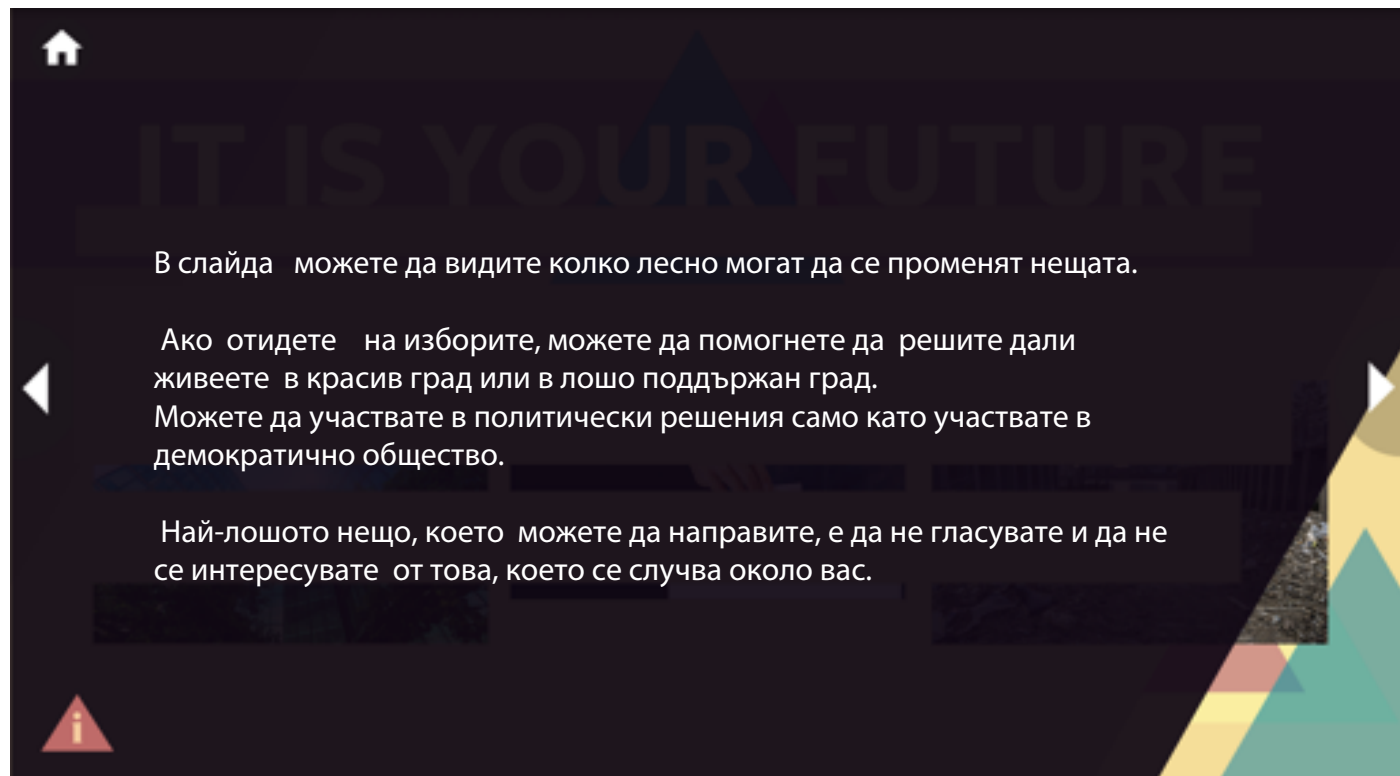 IT IS YOUR FUTURE
В слайда можете да видите колко лесно могат да се променят нещата.
Ако отидете на изборите, можете да помогнете да решите дали
живеете в красив град или в лошо поддържан град.
Можете да участвате в политически решения само като участвате в
демократично общество.
Най-лошото нещо, което можете да направите, е да не гласувате и да не
се интересувате от това, което се случва около вас.
i